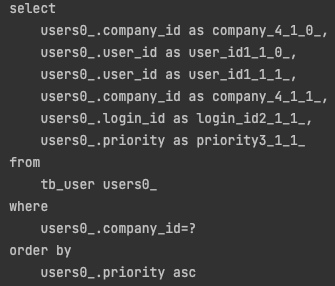 select
    users0_.company_id as company_4_1_0_,
    users0_.user_id as user_id1_1_0_,
    users0_.user_id as user_id1_1_1_,
    users0_.company_id as company_4_1_1_,
    users0_.login_id as login_id2_1_1_,
    users0_.priority as priority3_1_1_
from
    tb_user users0_
where
    users0_.company_id=?
order by
    users0_.priority asc